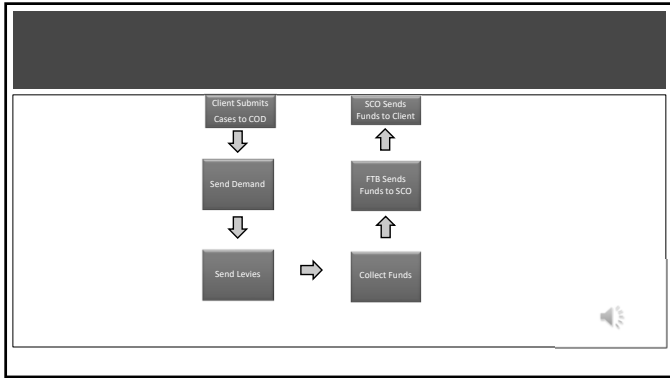 Client Submits
Cases to COD
Send Demand
Send Levies
Collect Funds
FTB Sends
Funds to SCO
SCO Sends
Funds to Client